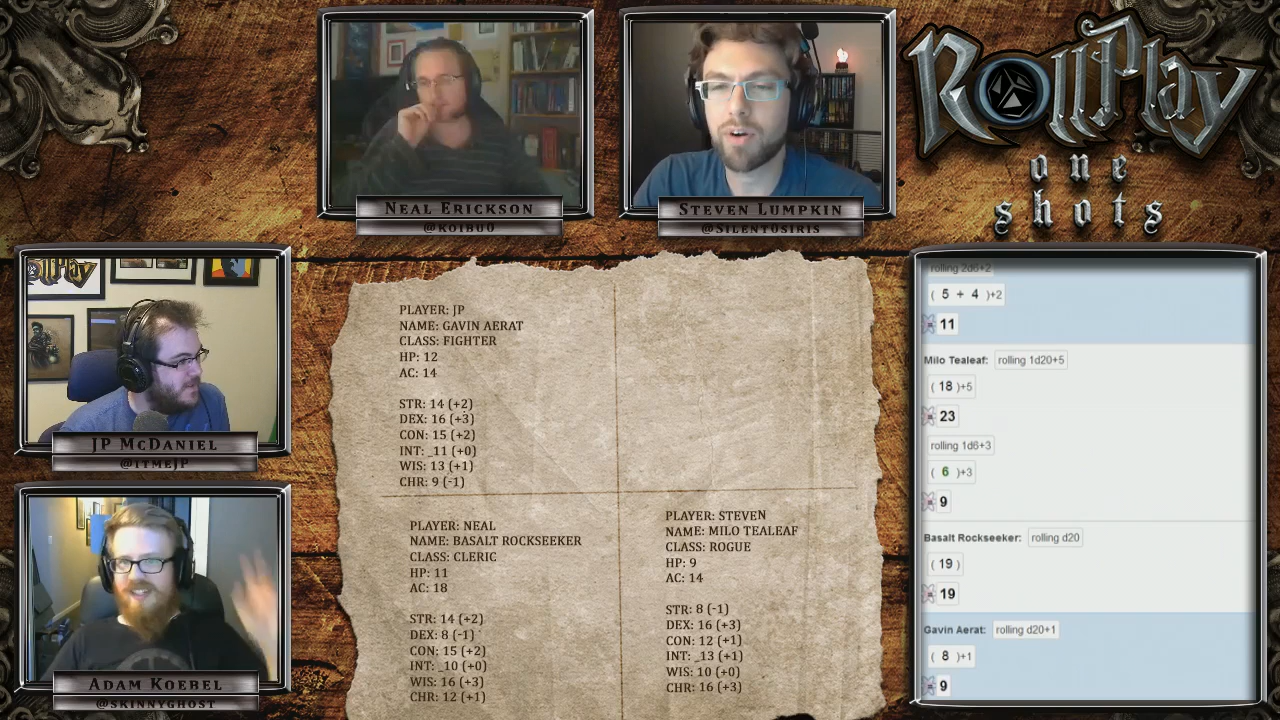 NEAL ERICKSON
@KOIBU0
STEVEN LUMPKIN
@SILENT0SIRIS
ROLLPLAY
one
shots
ROLLPLAY
JP MCDANIEL
@ITMEJP
ADAM KOEBEL
@SKINNYGHOST
PLAYER: JP
NAME: GAVIN AERAT
CLASS: FIGHTER
HP: 12
AC: 14
STR: 14 (+2)
DEX: 16 (+3)
CON: 15 (+2)
INT: _11 (+0)
WIS: 13 (+1)
CHR: 9 (-1)
PLAYER: NEAL
NAME: BASALT ROCKSEEKER
CLASS: CLERIC
HP: 11
AC: 18
STR: 14 (+2)
DEX: 8 (-1)
CON: 15 (+2)
INT: _10 (+0)
WIS: 16 (+3)
CHR: 12 (+1)
PLAYER: STEVEN
NAME: MILO TEALEAF
CLASS: ROGUE
HP: 9
AC: 14
STR: 8 (-1)
DEX: 16 (+3)
CON: 12 (+1)
INT: _13 (+1)
WIS: 10 (+0)
CHR: 16 (+3)
rolling 2d6+2
( 5 + 4 )+2
11
Milo Tealeaf: rolling 1d20+5
( 18 )+5
23
rolling 1d6+3
( 6 )+3
9
Basalt Rockseeker: rolling d20
( 19 )
19
Gavin Aerat: rolling d20+1
( 8 )+1
9